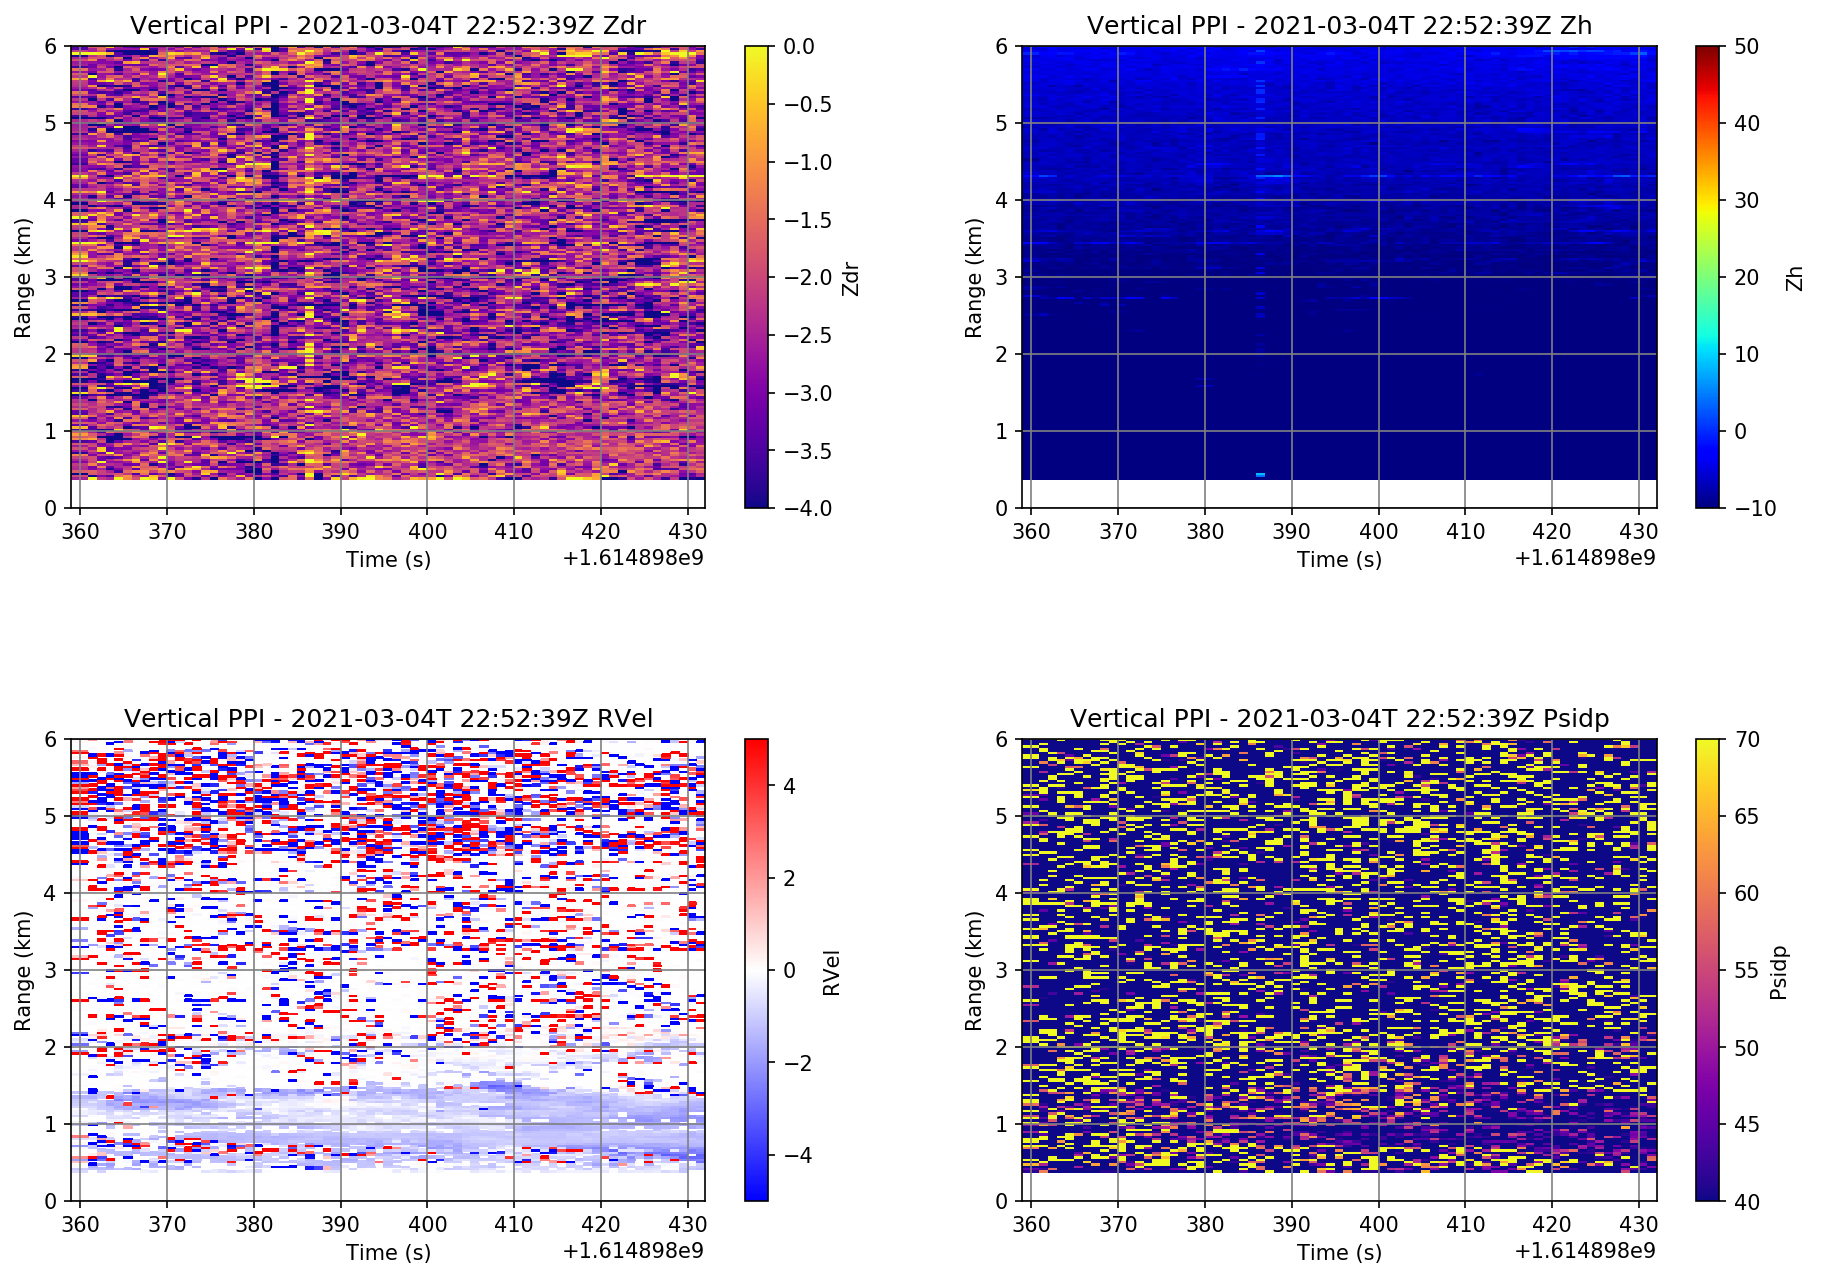 Vertical PPI - 2021-03-04T 22:52:39Z Zdr
6
5
4
3
2
1
0
Range (km)
360 370 380 390 400 410 420 430
Time (s)
+1.614898e9
0.0
−0.5
−1.0
−1.5
−2.0
−2.5
−3.0
−3.5
−4.0
Zdr
Vertical PPI - 2021-03-04T 22:52:39Z Zh
6
5
4
3
2
1
0
Range (km)
360 370 380 390 400 410 420 430
Time (s)
+1.614898e9
50
40
30
20
10
0
−10
Zh
Vertical PPI - 2021-03-04T 22:52:39Z RVel
6
5
4
3
2
1
0
Range (km)
360 370 380 390 400 410 420 430
Time (s)
+1.614898e9
4
2
0
−2
−4
RVel
Vertical PPI - 2021-03-04T 22:52:39Z Psidp
6
5
4
3
2
1
0
Range (km)
360 370 380 390 400 410 420 430
Time (s)
+1.614898e9
70
65
60
55
50
45
40
Psidp